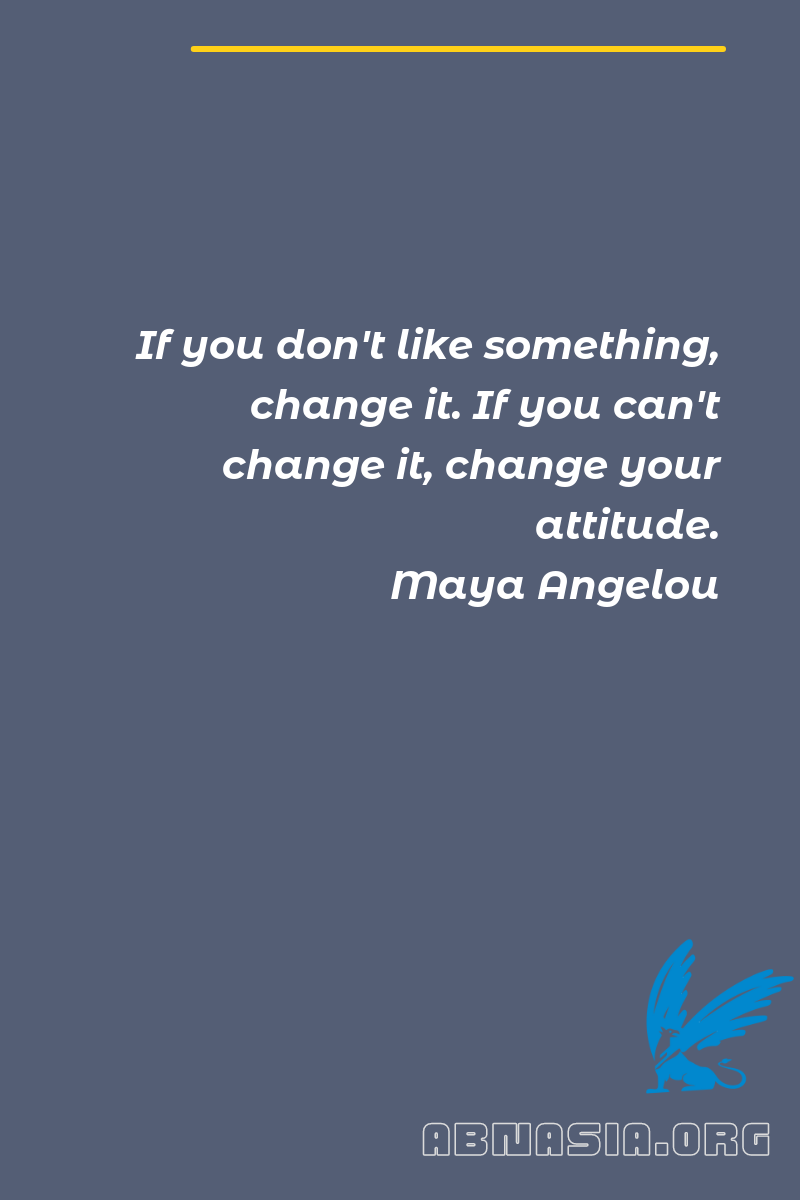 If you don't like something,
change it. If you can't
change it, change your
attitude.
Maya Angelou
ABNASIA.ORG